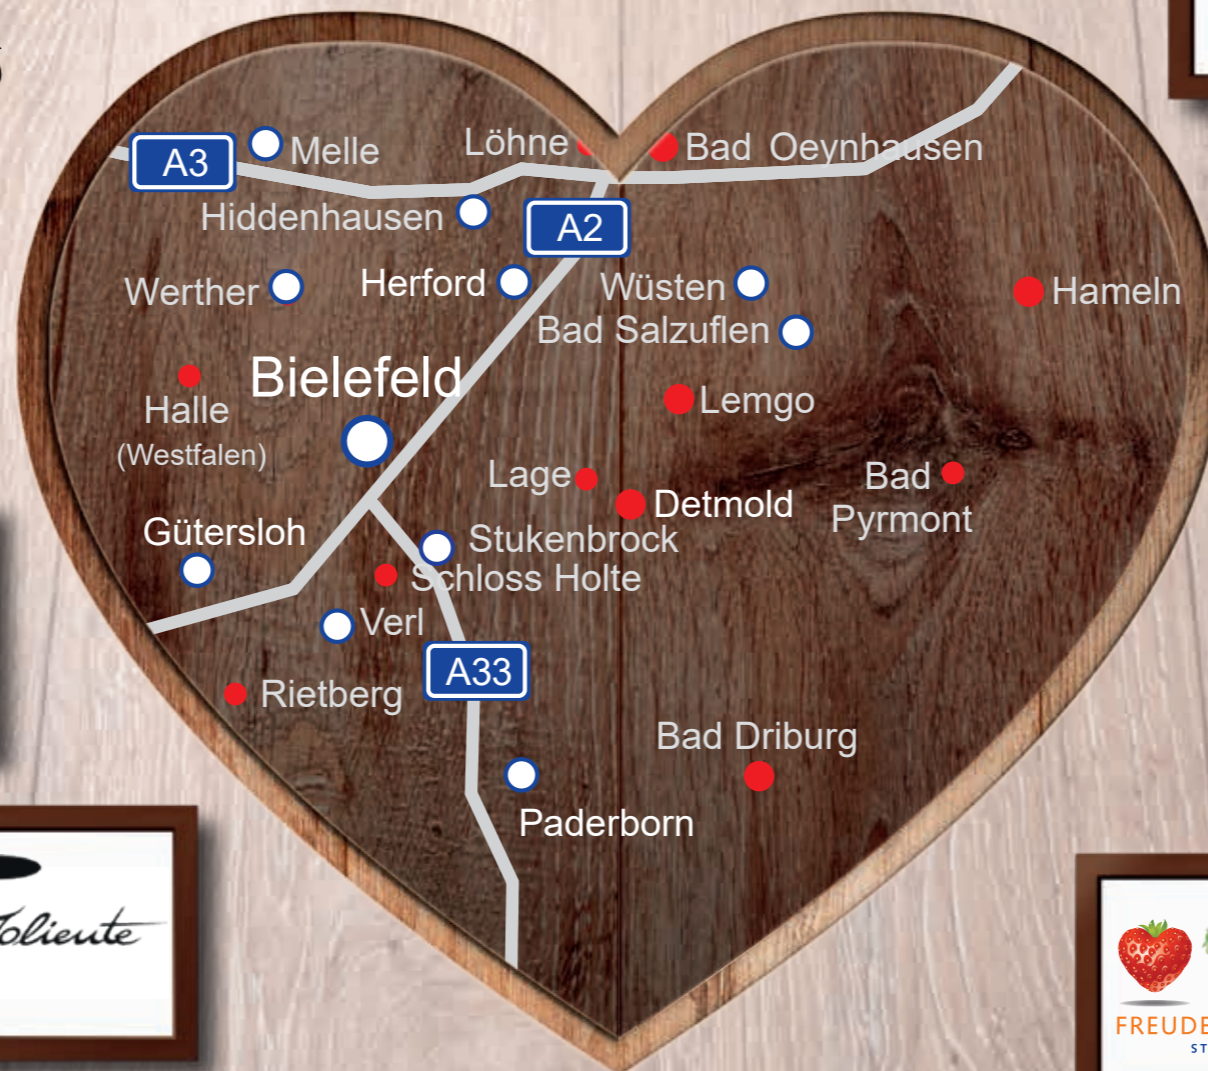 A3
Melle
Löhne
Bad Oeynhausen
Hiddenhausen
A2
Werther
Herford
Wüsten
Hameln
Bad Salzuflen
Bielefeld
Halle
(Westfalen)
Lemgo
Lage
Detmold
Bad
Pyrmont
Gütersloh
Stukenbrock
Schloss Holte
Verl
A33
Rietberg
Bad Driburg
Paderborn